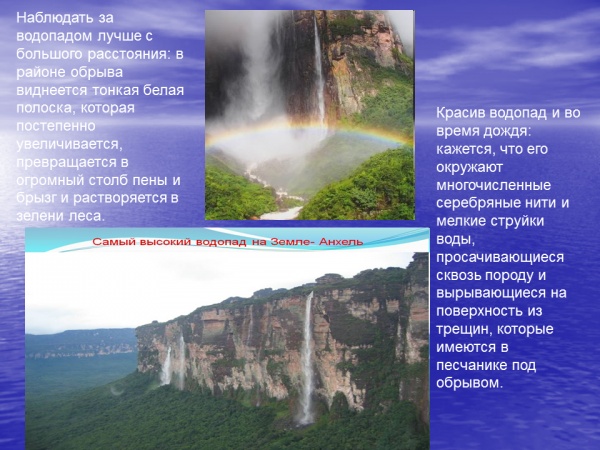 Наблюдать за
водопадом лучше с
большого расстояния: в
районе обрыва
виднеется тонкая белая
полоска, которая
постепенно
увеличивается,
превращается в
огромный столб пены и
брызг и растворяется в
зелени леса.
Самый высокий водопад на Земле- Анхель
Красив водопад и во
время дождя:
кажется, что его
окружают
многочисленные
серебряные нити и
мелкие струйки
воды,
просачивающиеся
сквозь породу и
вырывающиеся на
поверхность из
трещин, которые
имеются в
песчанике под
обрывом.